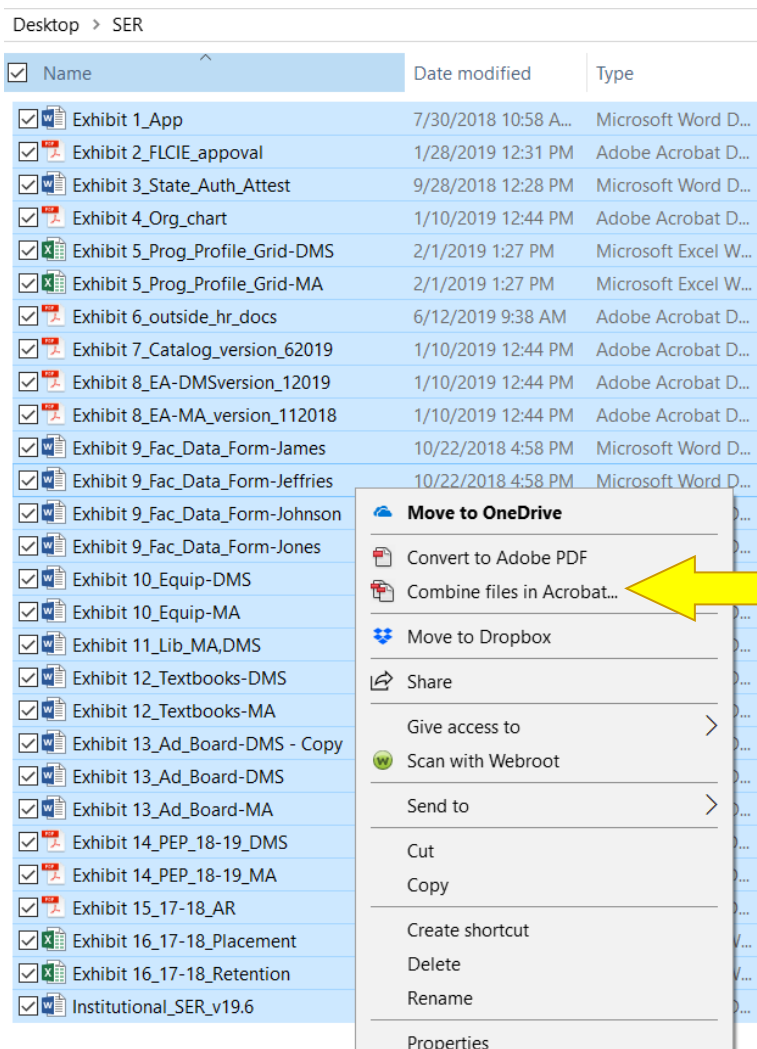 Desktop > SER
Name Date modified Type
Exhibit 1_App 7/30/2018 10:58 A... Microsoft Word D...
Exhibit 2_FLCIE_appoval 1/28/2019 12:31 PM Adobe Acrobat D...
Exhibit 3_State_Auth_Attest 9/28/2018 12:28 PM Microsoft Word D...
Exhibit 4_Org_chart 1/10/2019 12:44 PM Adobe Acrobat D...
Exhibit 5_Prog_Profile_Grid-DMS 2/1/2019 1:27 PM Microsoft Excel W...
Exhibit 5_Prog_Profile_Grid-MA 2/1/2019 1:27 PM Microsoft Excel W...
Exhibit 6_outside_hr_docs 6/12/2019 9:38 AM Adobe Acrobat D...
Exhibit 7_Catalog_version_62019 1/10/2019 12:44 PM Adobe Acrobat D...
Exhibit 8_EA-DMSversion_12019 1/10/2019 12:44 PM Adobe Acrobat D...
Exhibit 8_EA-MA_version_112018 1/10/2019 12:44 PM Adobe Acrobat D...
Exhibit 9_Fac_Data_Form-James 10/22/2018 4:58 PM Microsoft Word D...
Exhibit 9_Fac_Data_Form-Jeffries 10/22/2018 4:58 PM Microsoft Word D...
Exhibit 9_Fac_Data_Form-Johnson
Exhibit 9_Fac_Data_Form-Jones
Exhibit 10_Equip-DMS
Exhibit 10_Equip-MA
Exhibit 11_Lib_MA,DMS
Exhibit 12_Textbooks-DMS
Exhibit 12_Textbooks-MA
Exhibit 13_Ad_Board-DMS - Copy
Exhibit 13_Ad_Board-DMS
Exhibit 13_Ad_Board-MA
Exhibit 14_PEP_18-19_DMS
Exhibit 14_PEP_18-19_MA
Exhibit 15_17-18_AR
Exhibit 16_17-18_Placement
Exhibit 16_17-18_Retention
Institutional_SER_v19.6
Move to OneDrive
Convert to Adobe PDF
Combine files in Acrobat...
Move to Dropbox
Share
Give access to
Scan with Webroot
Send to
Cut
Copy
Create shortcut
Delete
Rename
Properties